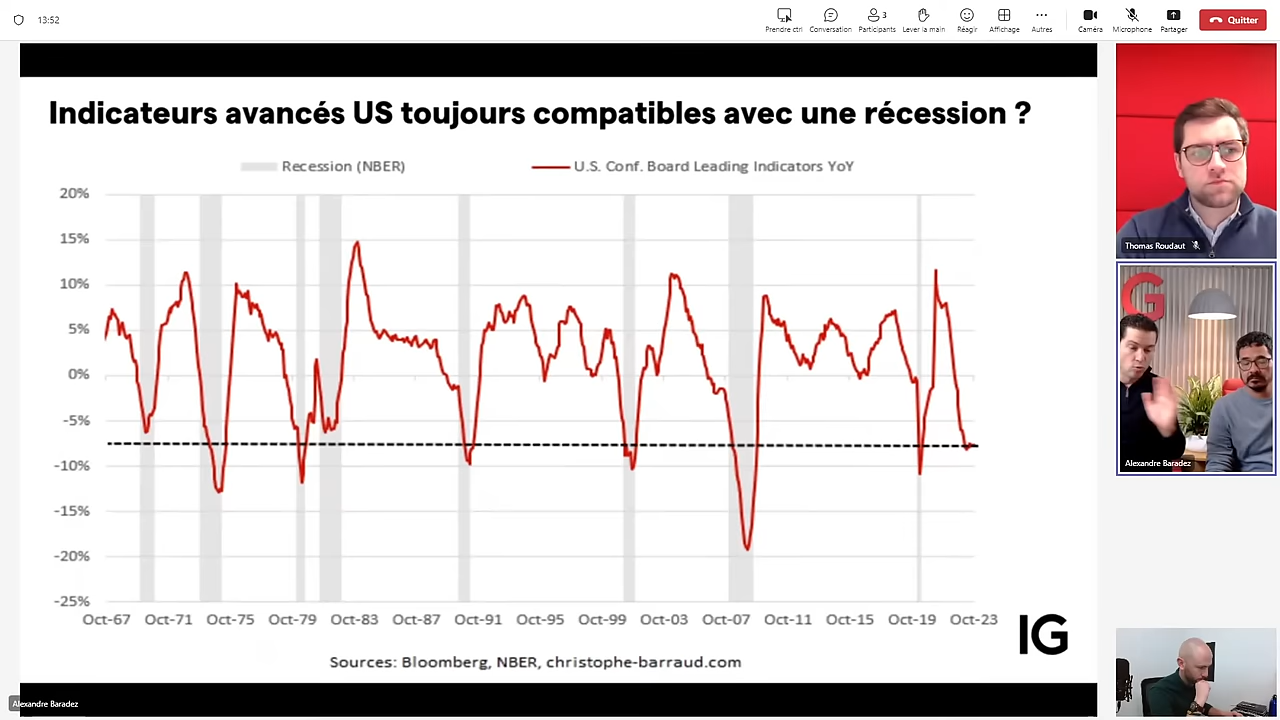 13:52
Prendre ctrl
Conversation
3
Participants
Lever la main
Réagir
Affichage
Autres
Caméra
Microphone
Partager
Quitter
Indicateurs avancés US toujours compatibles avec une récession ?
Recession (NBER)
U.S. Conf. Board Leading Indicators YoY
20%
15%
10%
5%
0%
-5%
-10%
-15%
-20%
-25%
Oct-67 Oct-71 Oct-75 Oct-79 Oct-83 Oct-87 Oct-91 Oct-95 Oct-99 Oct-03 Oct-07 Oct-11 Oct-15 Oct-19 Oct-23
IG
Sources: Bloomberg, NBER, christophe-barraud.com
Alexandre Baradez
Thomas Roudaut
G
Alexandre Baradez